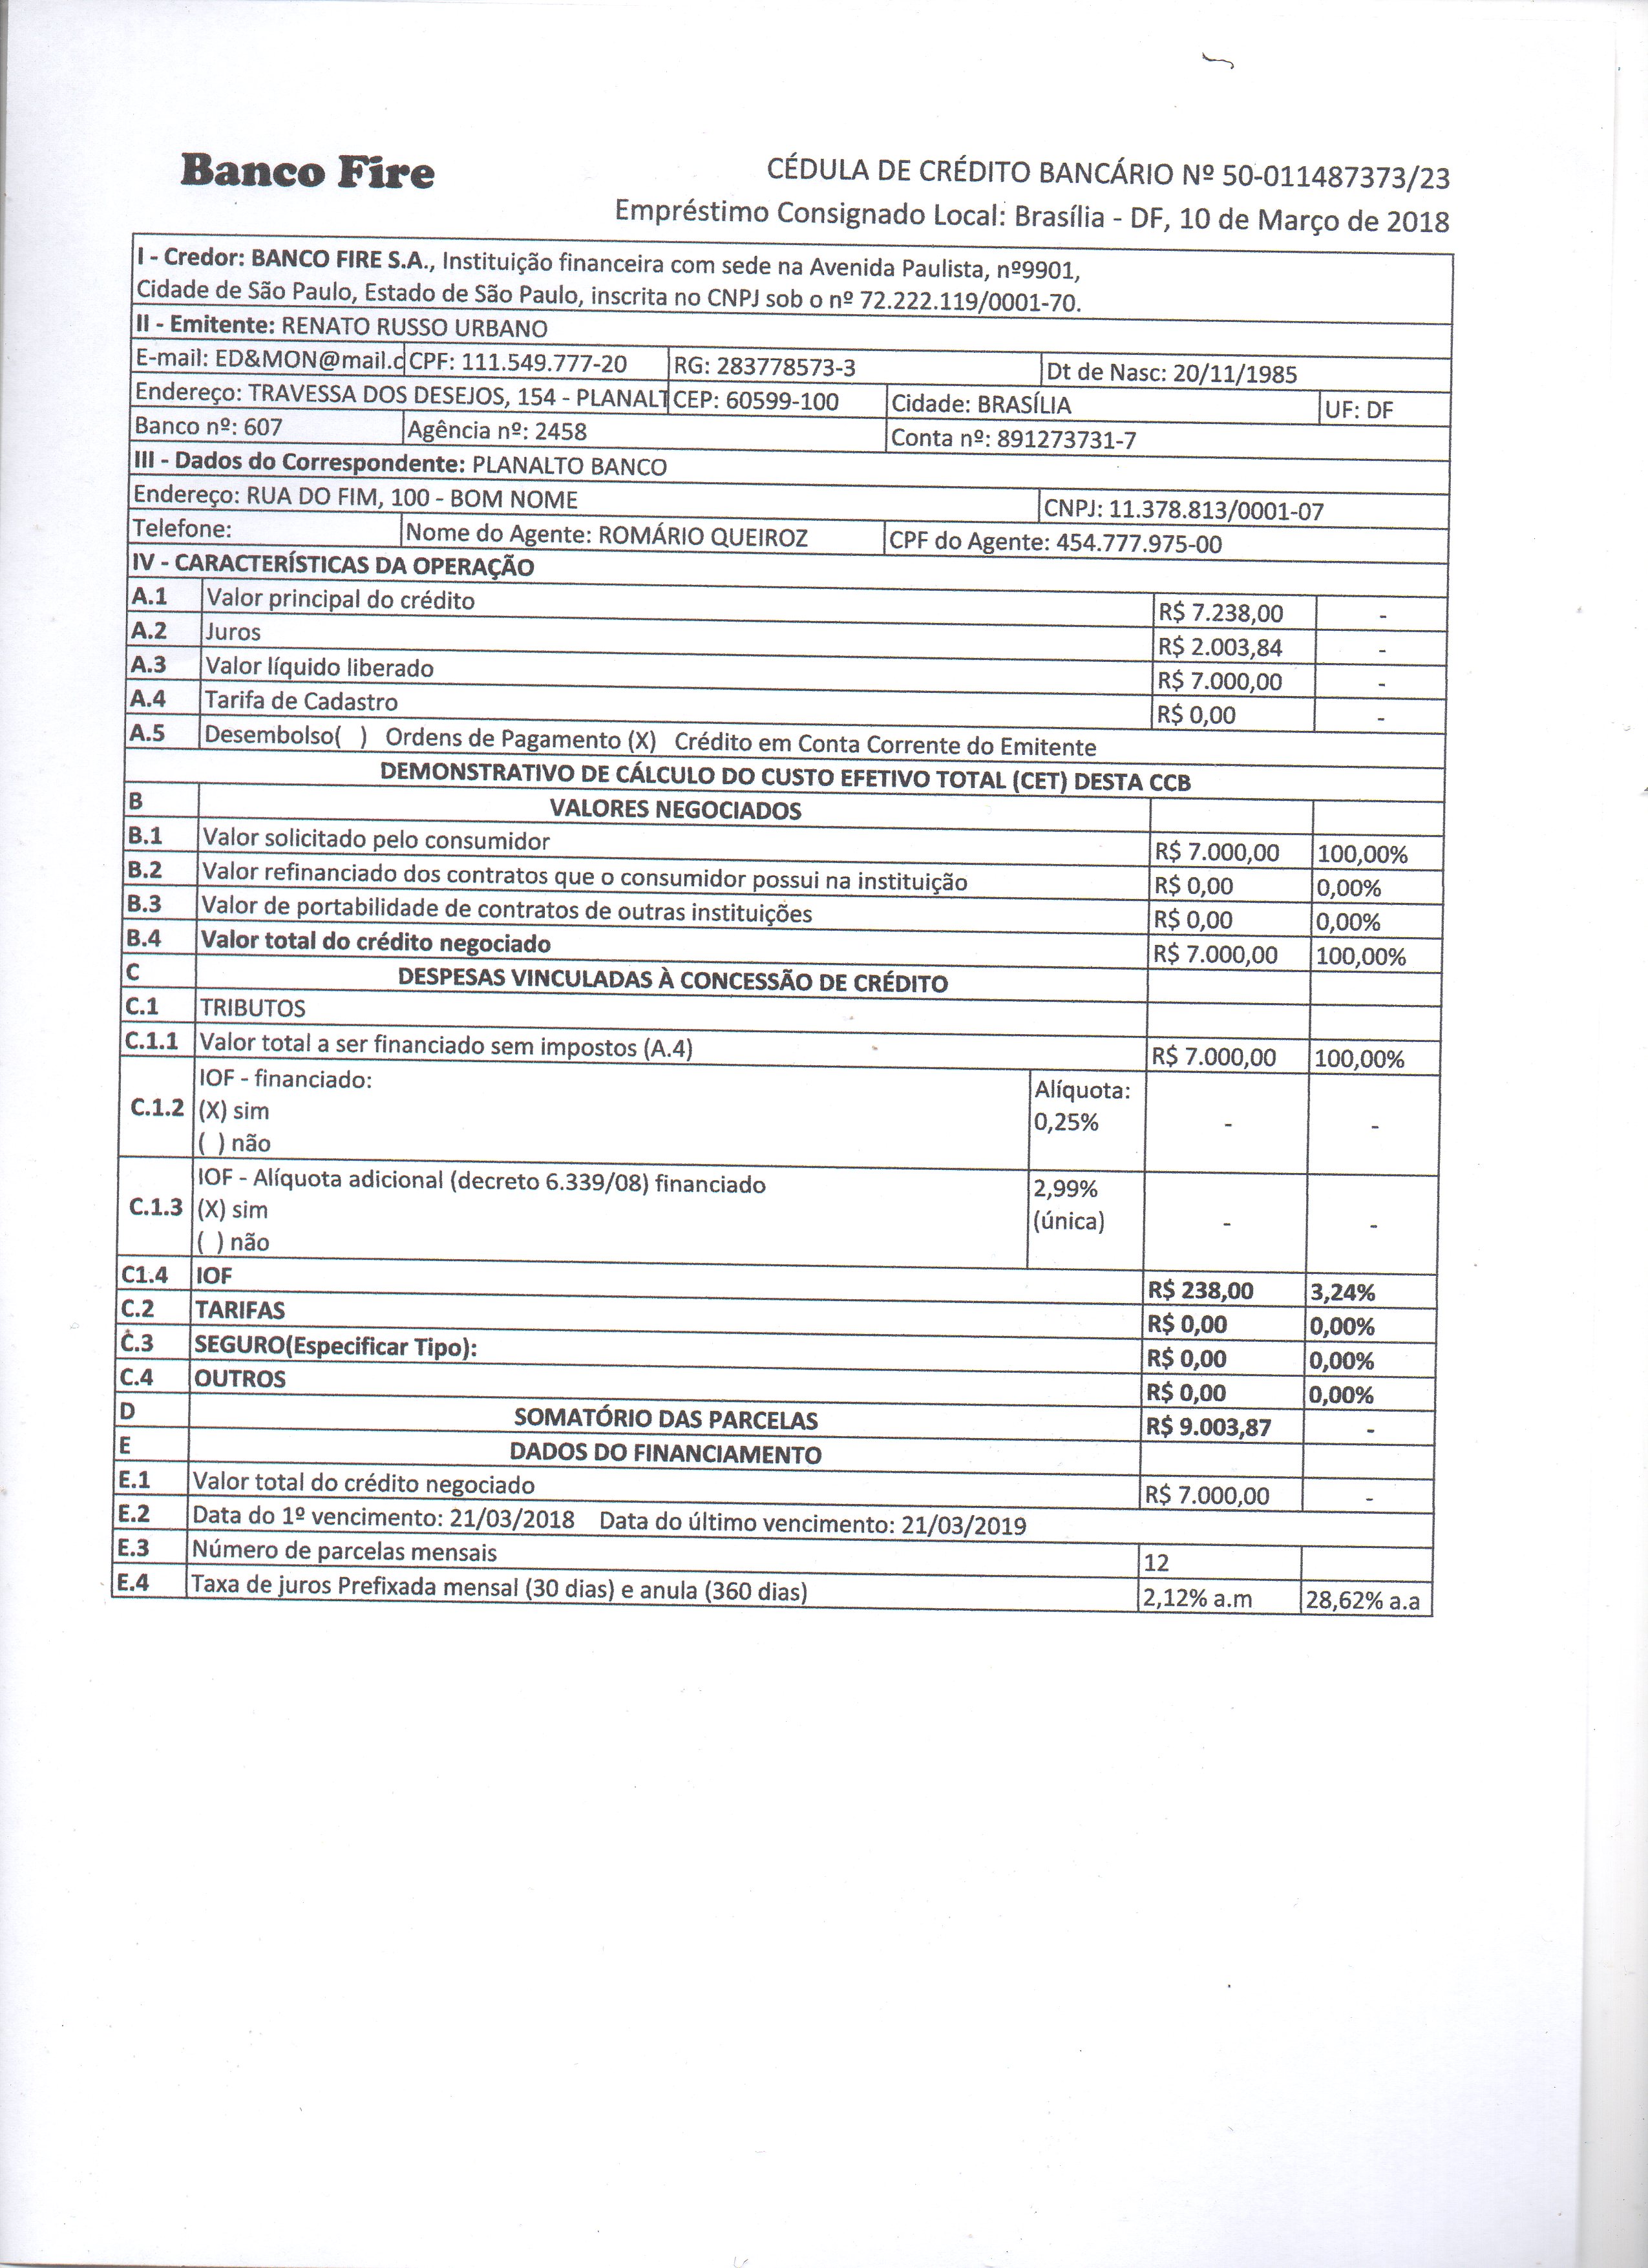 Banco Fire
CÉDULA DE CRÉDITO BANCÁRIO Nº 50-011487373/23
Empréstimo Consignado Local: Brasília - DF, 10 de Março de 2018
I - Credor: BANCO FIRE S.A., Instituição financeira com sede na Avenida Paulista, nº9901,
Cidade de São Paulo, Estado de São Paulo, inscrita no CNPJ sob o nº 72.222.119/0001-70.
II - Emitente: RENATO RUSSO URBANO
E-mail: ED&MON@mail.c CPF: 111.549.777-20 RG: 283778573-3 Dt de Nasc: 20/11/1985
Endereço: TRAVESSA DOS DESEJOS, 154 - PLANALT CEP: 60599-100 Cidade: BRASÍLIA UF: DF
Banco nº: 607 Agência nº: 2458 Conta nº: 891273731-7
III - Dados do Correspondente: PLANALTO BANCO
Endereço: RUA DO FIM, 100 - BOM NOME CNPJ: 11.378.813/0001-07
Telefone: Nome do Agente: ROMÁRIO QUEIROZ CPF do Agente: 454.777.975-00
IV - CARACTERÍSTICAS DA OPERAÇÃO
A.1 Valor principal do crédito R$ 7.238,00 -
A.2 Juros R$ 2.003,84 -
A.3 Valor líquido liberado R$ 7.000,00 -
A.4 Tarifa de Cadastro R$ 0,00 -
A.5 Desembolso( ) Ordens de Pagamento (X) Crédito em Conta Corrente do Emitente
DEMONSTRATIVO DE CÁLCULO DO CUSTO EFETIVO TOTAL (CET) DESTA CCB
B VALORES NEGOCIADOS
B.1 Valor solicitado pelo consumidor R$ 7.000,00 100,00%
B.2 Valor refinanciado dos contratos que o consumidor possui na instituição R$ 0,00 0,00%
B.3 Valor de portabilidade de contratos de outras instituições R$ 0,00 0,00%
B.4 Valor total do crédito negociado R$ 7.000,00 100,00%
C DESPESAS VINCULADAS À CONCESSÃO DE CRÉDITO
C.1 TRIBUTOS
C.1.1 Valor total a ser financiado sem impostos (A.4) R$ 7.000,00 100,00%
IOF - financiado: Alíquota:
C.1.2 (X) sim 0,25% - -
( ) não
IOF - Alíquota adicional (decreto 6.339/08) financiado 2,99%
C.1.3 (X) sim (única) - -
( ) não
C1.4 IOF R$ 238,00 3,24%
C.2 TARIFAS R$ 0,00 0,00%
C.3 SEGURO(Especificar Tipo): R$ 0,00 0,00%
C.4 OUTROS R$ 0,00 0,00%
D SOMATÓRIO DAS PARCELAS R$ 9.003,87 -
E DADOS DO FINANCIAMENTO
E.1 Valor total do crédito negociado R$ 7.000,00 -
E.2 Data do 1º vencimento: 21/03/2018 Data do último vencimento: 21/03/2019
E.3 Número de parcelas mensais 12
E.4 Taxa de juros Prefixada mensal (30 dias) e anula (360 dias) 2,12% a.m 28,62% a.a